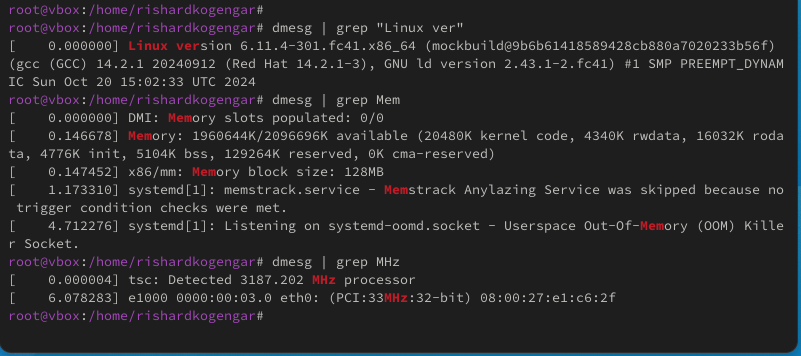 root@vbox:/home/rishardkogengar#
root@vbox:/home/rishardkogengar# dmesg | grep "Linux ver"
[    0.000000] Linux version 6.11.4-301.fc41.x86_64 (mockbuild@9b6b61418589428cb880a7020233b56f)
(gcc (GCC) 14.2.1 20240912 (Red Hat 14.2.1-3), GNU ld version 2.43.1-2.fc41) #1 SMP PREEMPT_DYNAM
IC Sun Oct 20 15:02:33 UTC 2024
root@vbox:/home/rishardkogengar# dmesg | grep Mem
[    0.000000] DMI: Memory slots populated: 0/0
[    0.146678] Memory: 1960644K/2096696K available (20480K kernel code, 4340K rwdata, 16032K roda
ta, 4776K init, 5104K bss, 129264K reserved, 0K cma-reserved)
[    0.147452] x86/mm: Memory block size: 128MB
[    1.173310] systemd[1]: memstrack.service - Memstrack Anylazing Service was skipped because no
 trigger condition checks were met.
[    4.712276] systemd[1]: Listening on systemd-oomd.socket - Userspace Out-Of-Memory (OOM) Kille
r Socket.
root@vbox:/home/rishardkogengar# dmesg | grep MHz
[    0.000004] tsc: Detected 3187.202 MHz processor
[    6.078283] e1000 0000:00:03.0 eth0: (PCI:33MHz:32-bit) 08:00:27:e1:c6:2f
root@vbox:/home/rishardkogengar#